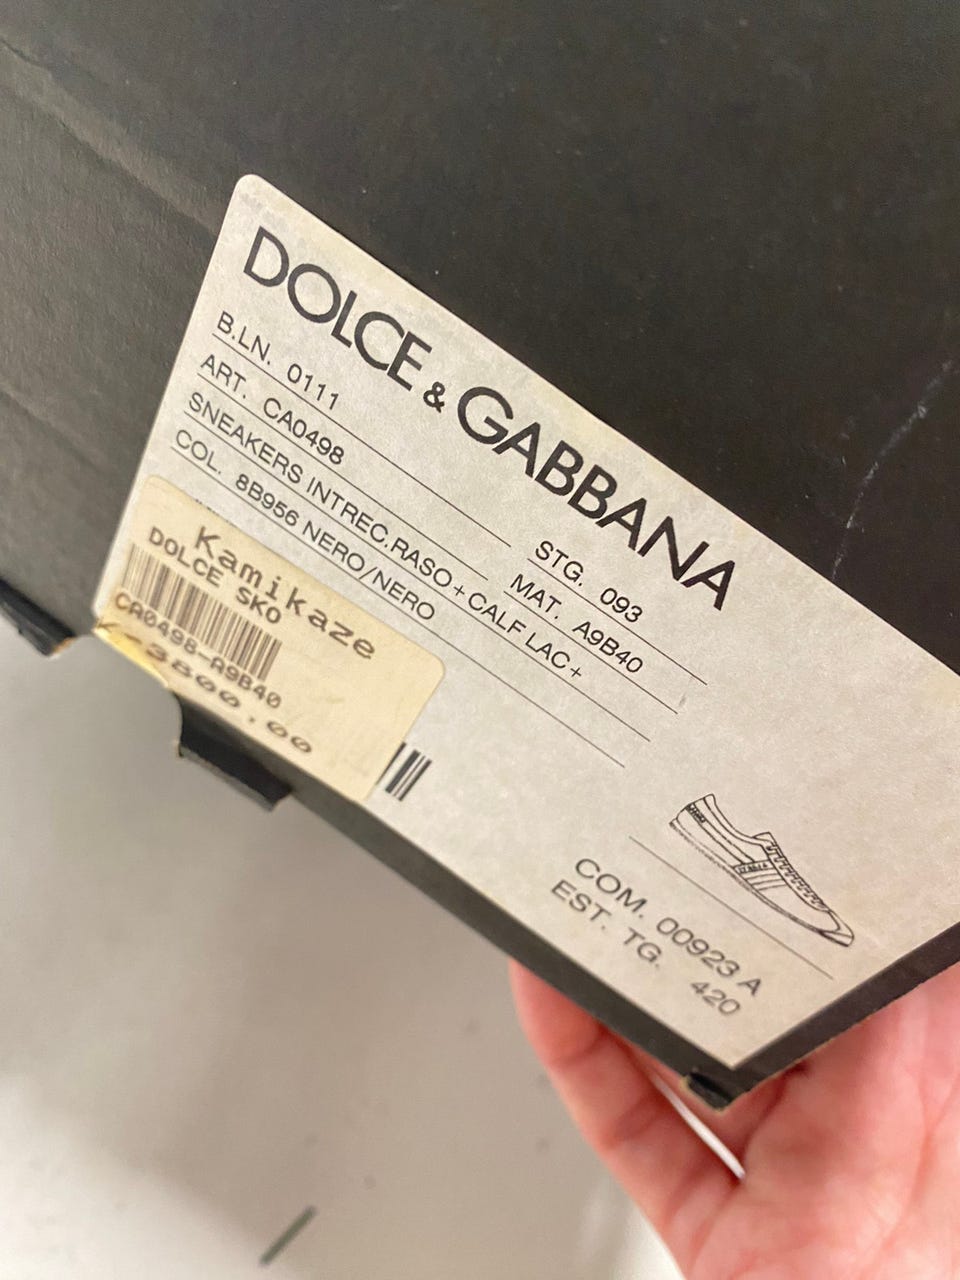 DOLCE & GABBANA
B.LN. 0111 STG. 093
ART. CA0498 MAT. A9B40
SNEAKERS INTREC.RASO+CALF LAC+
COL. 8B956 NERO/NERO
Kamikaze
DOLCE SKO
CA0498-A9B40
3800.00
COM. 00923 A
EST. TG. 420